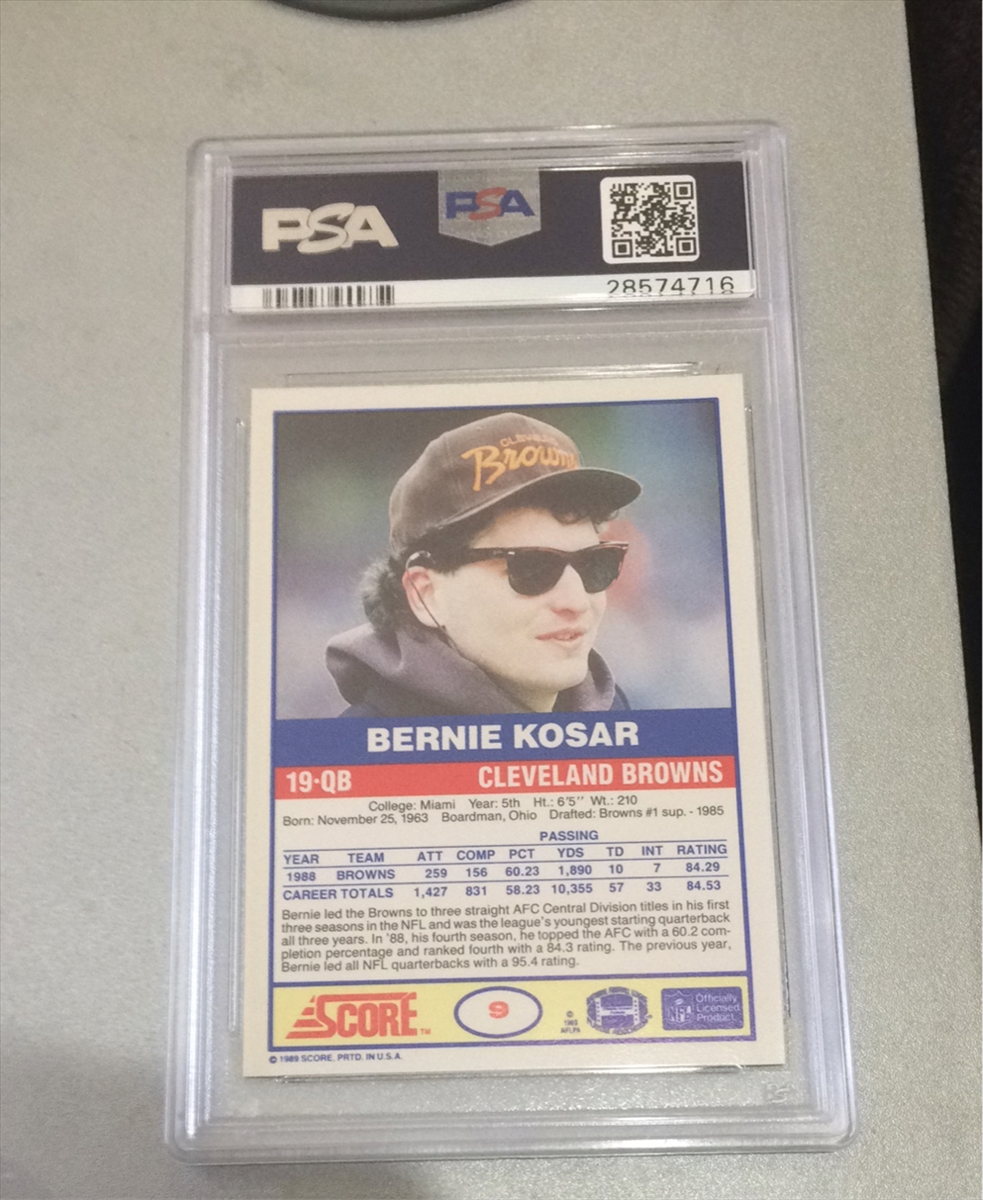 PSA PSA
28574716
CLEVELAND
Browns
BERNIE KOSAR
19·QB CLEVELAND BROWNS
College: Miami Year: 5th Ht.: 6'5'' Wt.: 210
Born: November 25, 1963 Boardman, Ohio Drafted: Browns #1 sup. - 1985
PASSING
YEAR TEAM ATT COMP PCT YDS TD INT RATING
1988 BROWNS 259 156 60.23 1,890 10 7 84.29
CAREER TOTALS 1,427 831 58.23 10,355 57 33 84.53
Bernie led the Browns to three straight AFC Central Division titles in his first
three seasons in the NFL and was the league's youngest starting quarterback
all three years. In '88, his fourth season, he topped the AFC with a 60.2 com-
pletion percentage and ranked fourth with a 84.3 rating. The previous year,
Bernie led all NFL quarterbacks with a 95.4 rating.
SCORE™ 9
NFL Officially
Licensed
Product
© 1989 SCORE, PRTD. IN U.S.A.